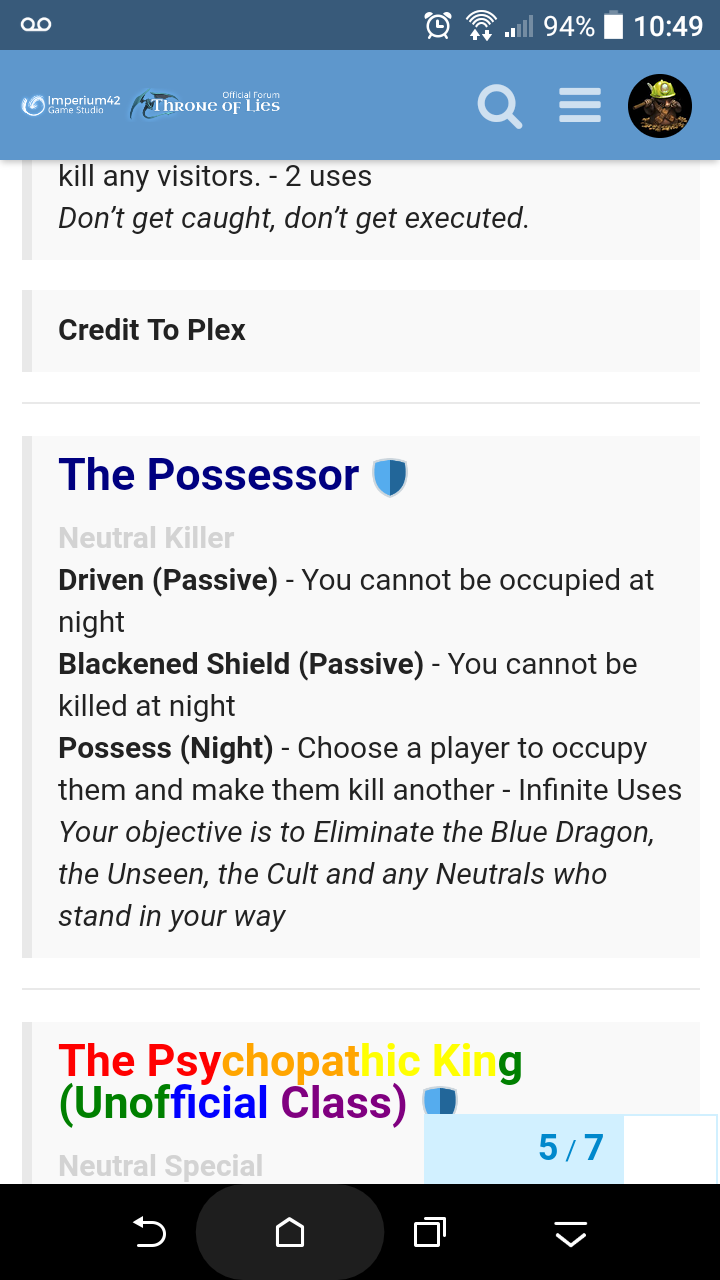 94% 10:49
Imperium42
Game Studio
Official Forum
Throne of Lies
kill any visitors. - 2 uses
Don’t get caught, don’t get executed.
Credit To Plex
The Possessor
Neutral Killer
Driven (Passive) - You cannot be occupied at
night
Blackened Shield (Passive) - You cannot be
killed at night
Possess (Night) - Choose a player to occupy
them and make them kill another - Infinite Uses
Your objective is to Eliminate the Blue Dragon,
the Unseen, the Cult and any Neutrals who
stand in your way
The Psychopathic King
(Unofficial Class)
Neutral Special
5 / 7